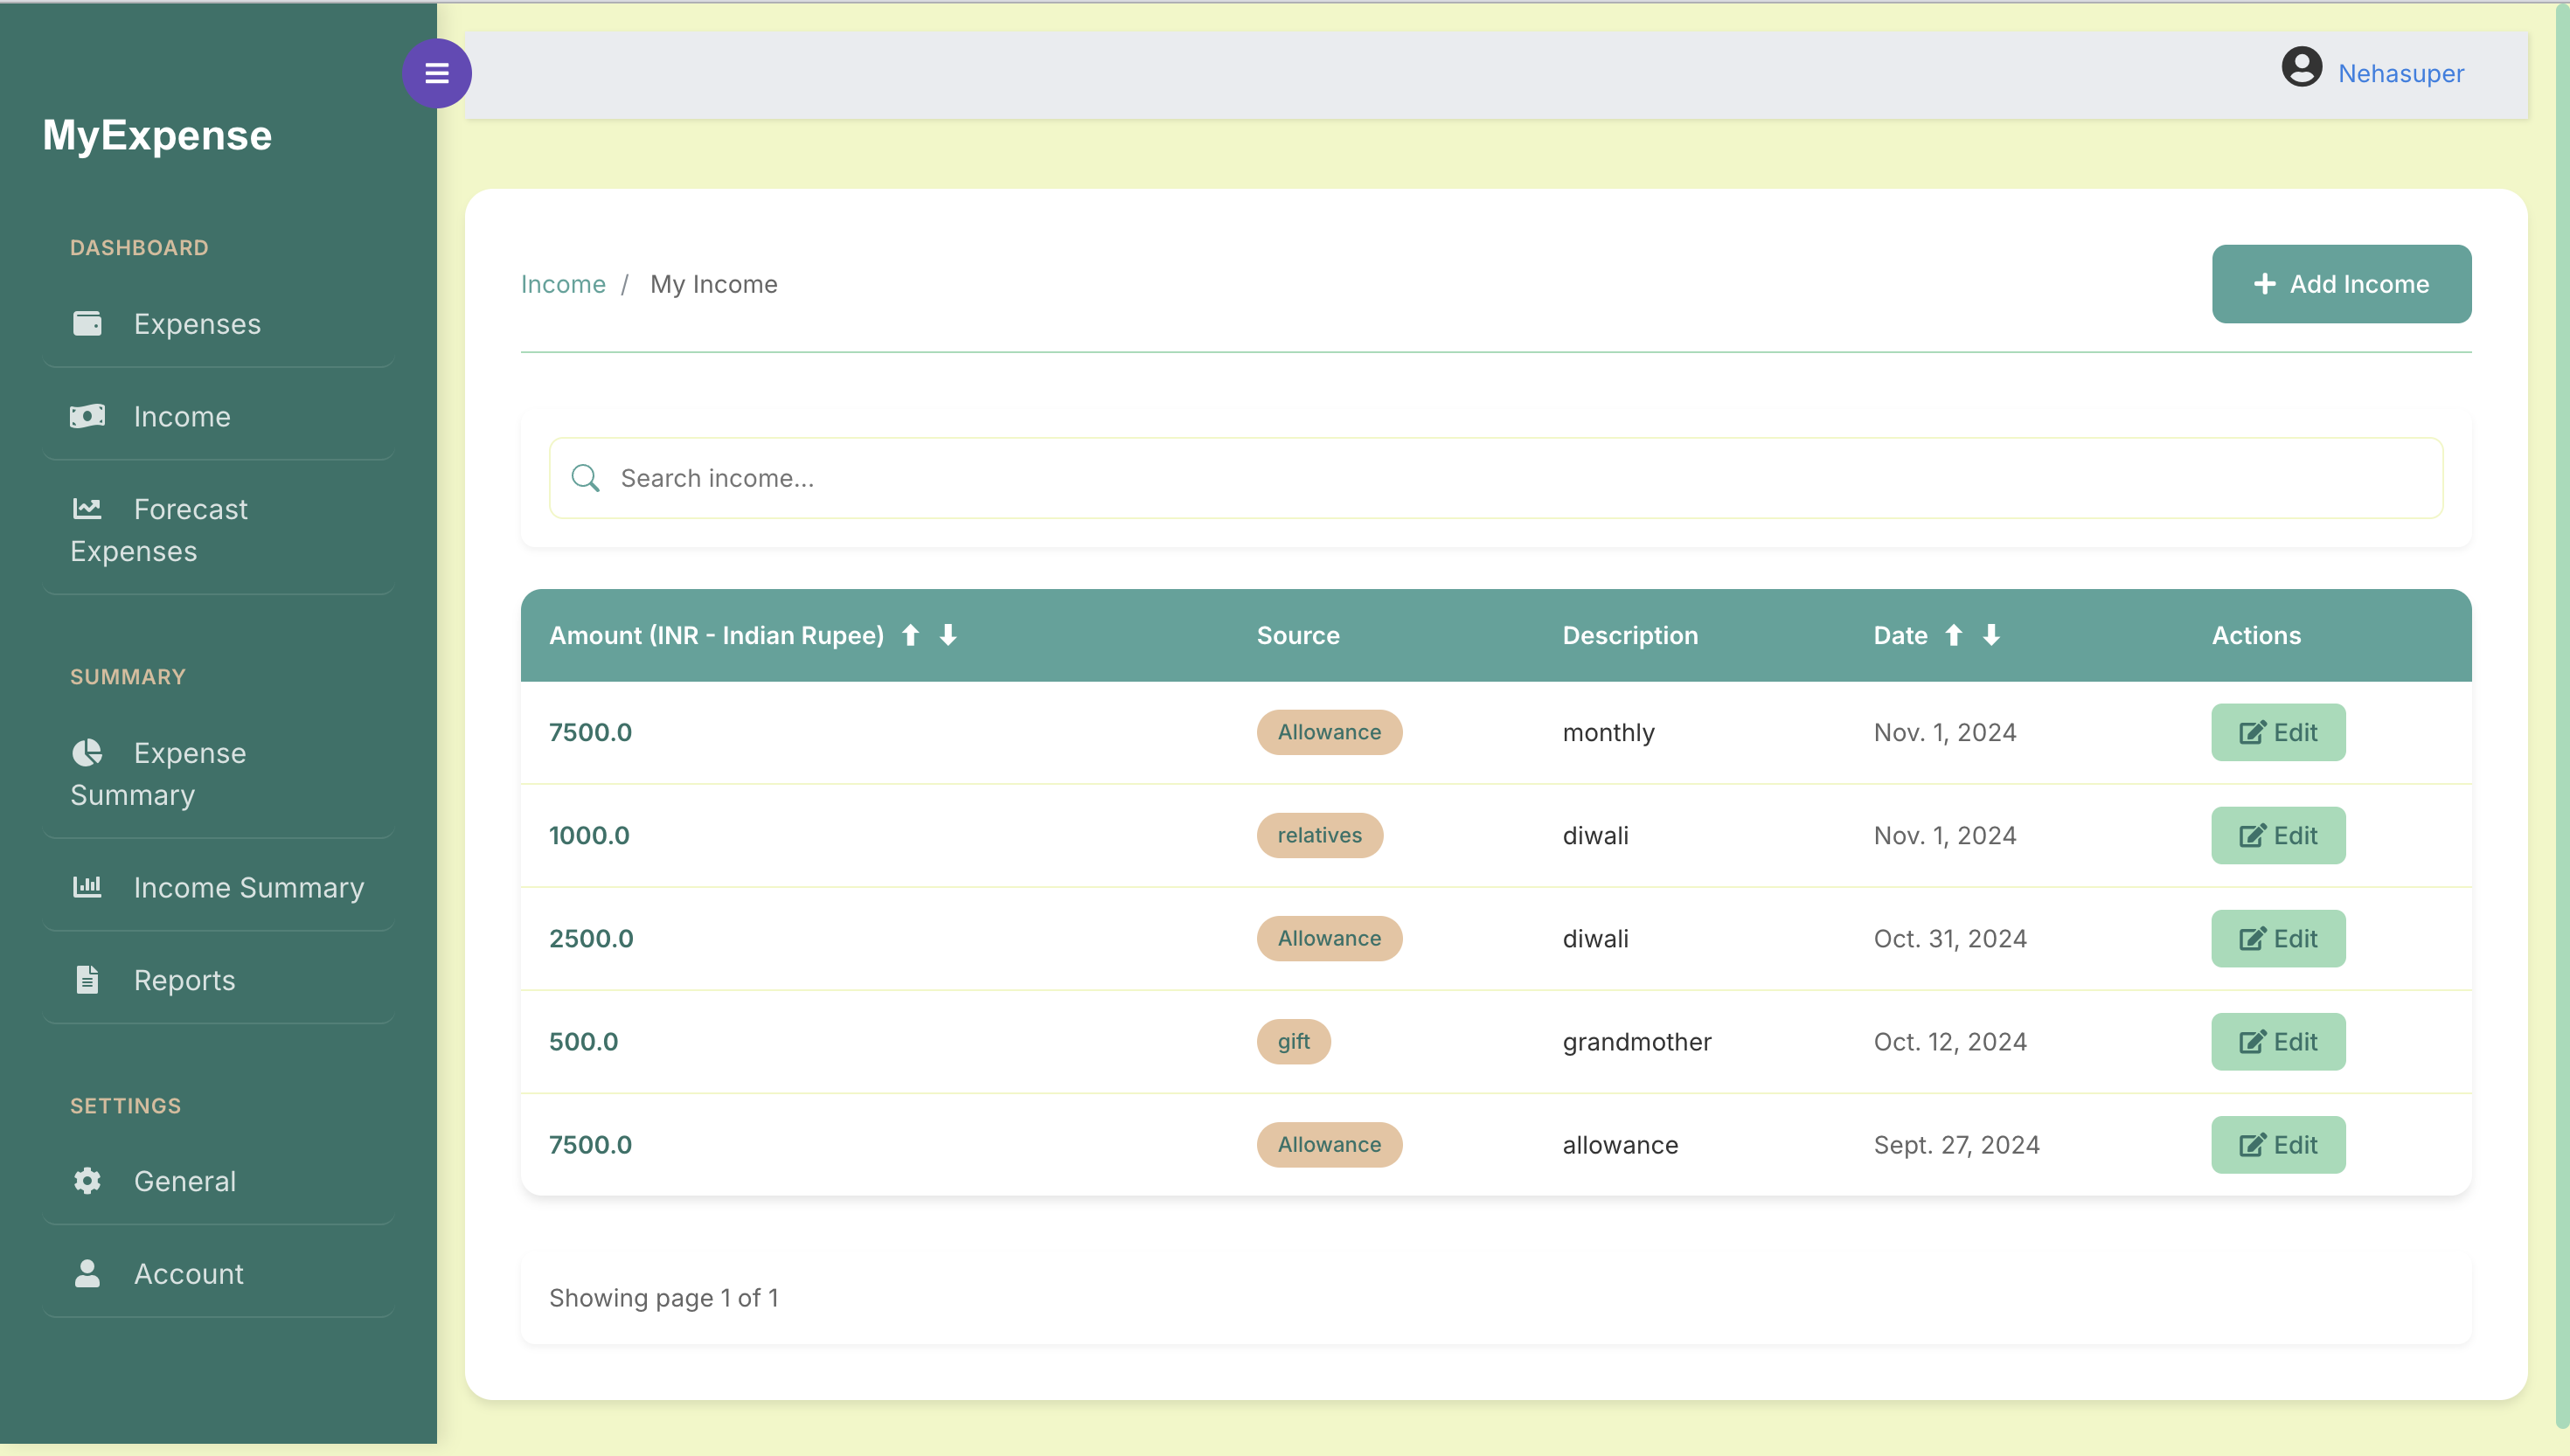 Nehasuper
MyExpense
DASHBOARD
Expenses
Income
Forecast
Expenses
SUMMARY
Expense
Summary
Income Summary
Reports
SETTINGS
General
Account
Income / My Income
Add Income
Search income...
Amount (INR - Indian Rupee) Source Description Date Actions
7500.0 Allowance monthly Nov. 1, 2024 Edit
1000.0 relatives diwali Nov. 1, 2024 Edit
2500.0 Allowance diwali Oct. 31, 2024 Edit
500.0 gift grandmother Oct. 12, 2024 Edit
7500.0 Allowance allowance Sept. 27, 2024 Edit
Showing page 1 of 1